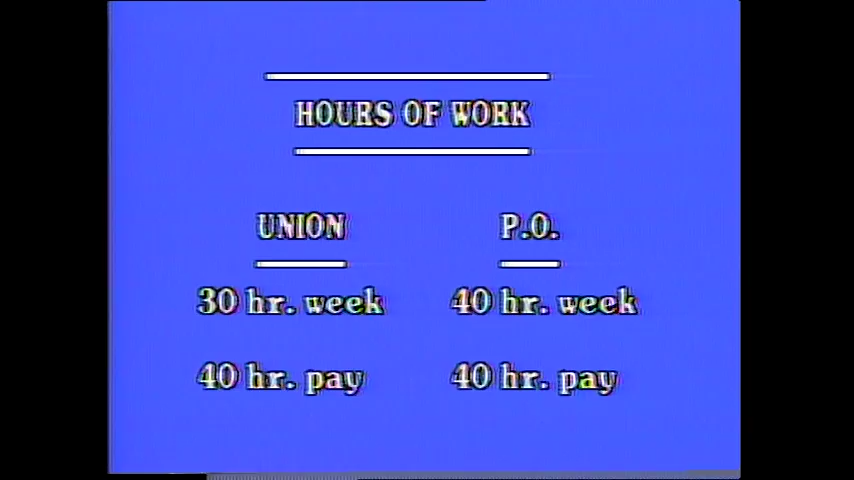 HOURS OF WORK
UNION P.O.
30 hr. week 40 hr. week
40 hr. pay 40 hr. pay